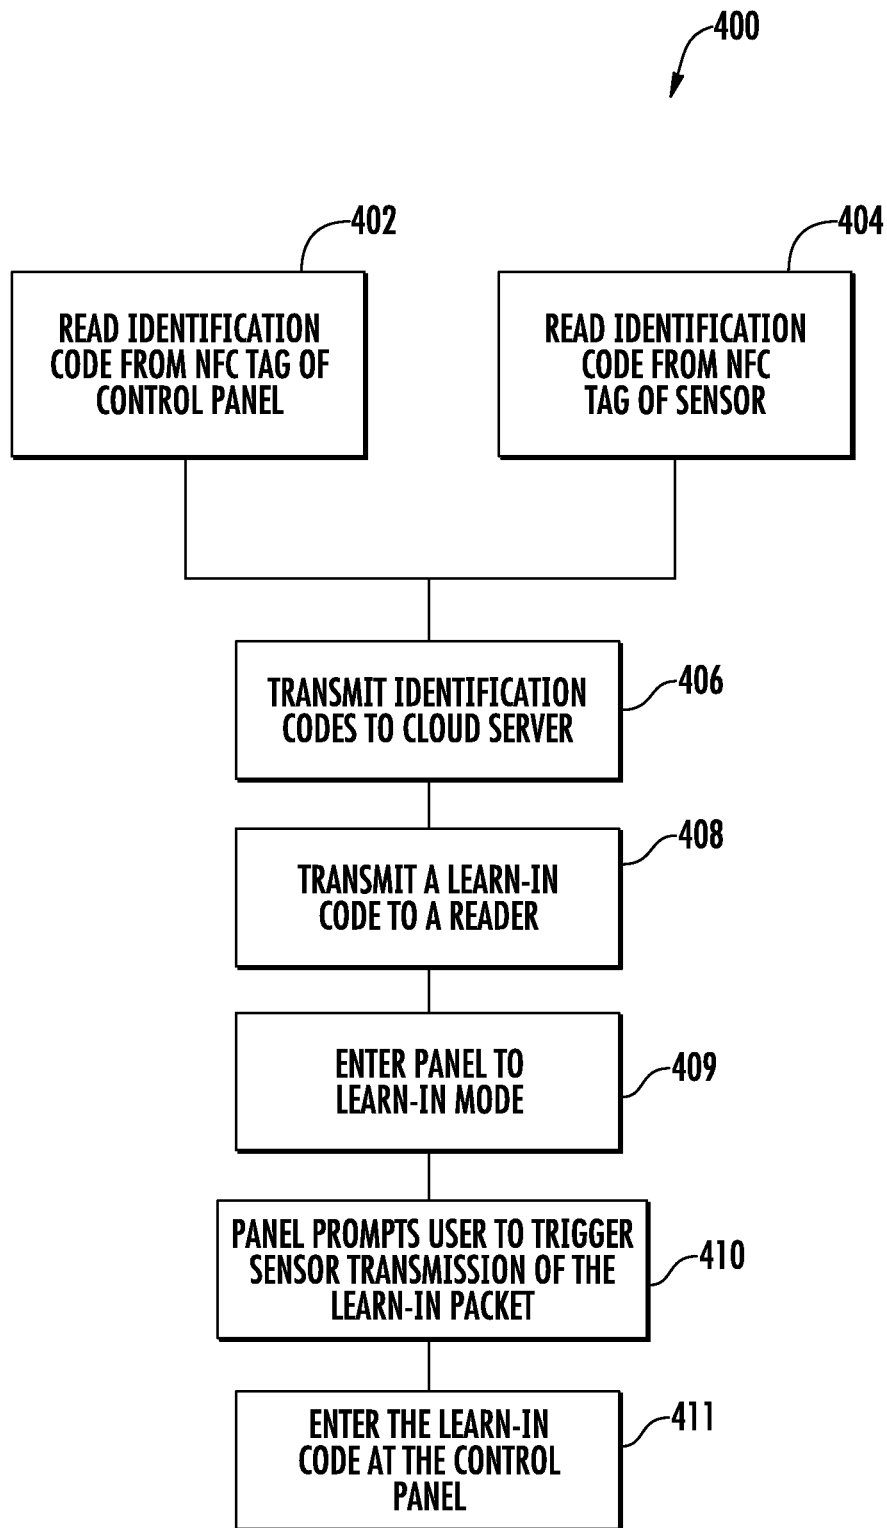 400
402
404
READ IDENTIFICATION
CODE FROM NFC TAG OF
CONTROL PANEL
READ IDENTIFICATION
CODE FROM NFC
TAG OF SENSOR
406
TRANSMIT IDENTIFICATION
CODES TO CLOUD SERVER
408
TRANSMIT A LEARN-IN
CODE TO A READER
409
ENTER PANEL TO
LEARN-IN MODE
410
PANEL PROMPTS USER TO TRIGGER
SENSOR TRANSMISSION OF THE
LEARN-IN PACKET
411
ENTER THE LEARN-IN
CODE AT THE CONTROL
PANEL